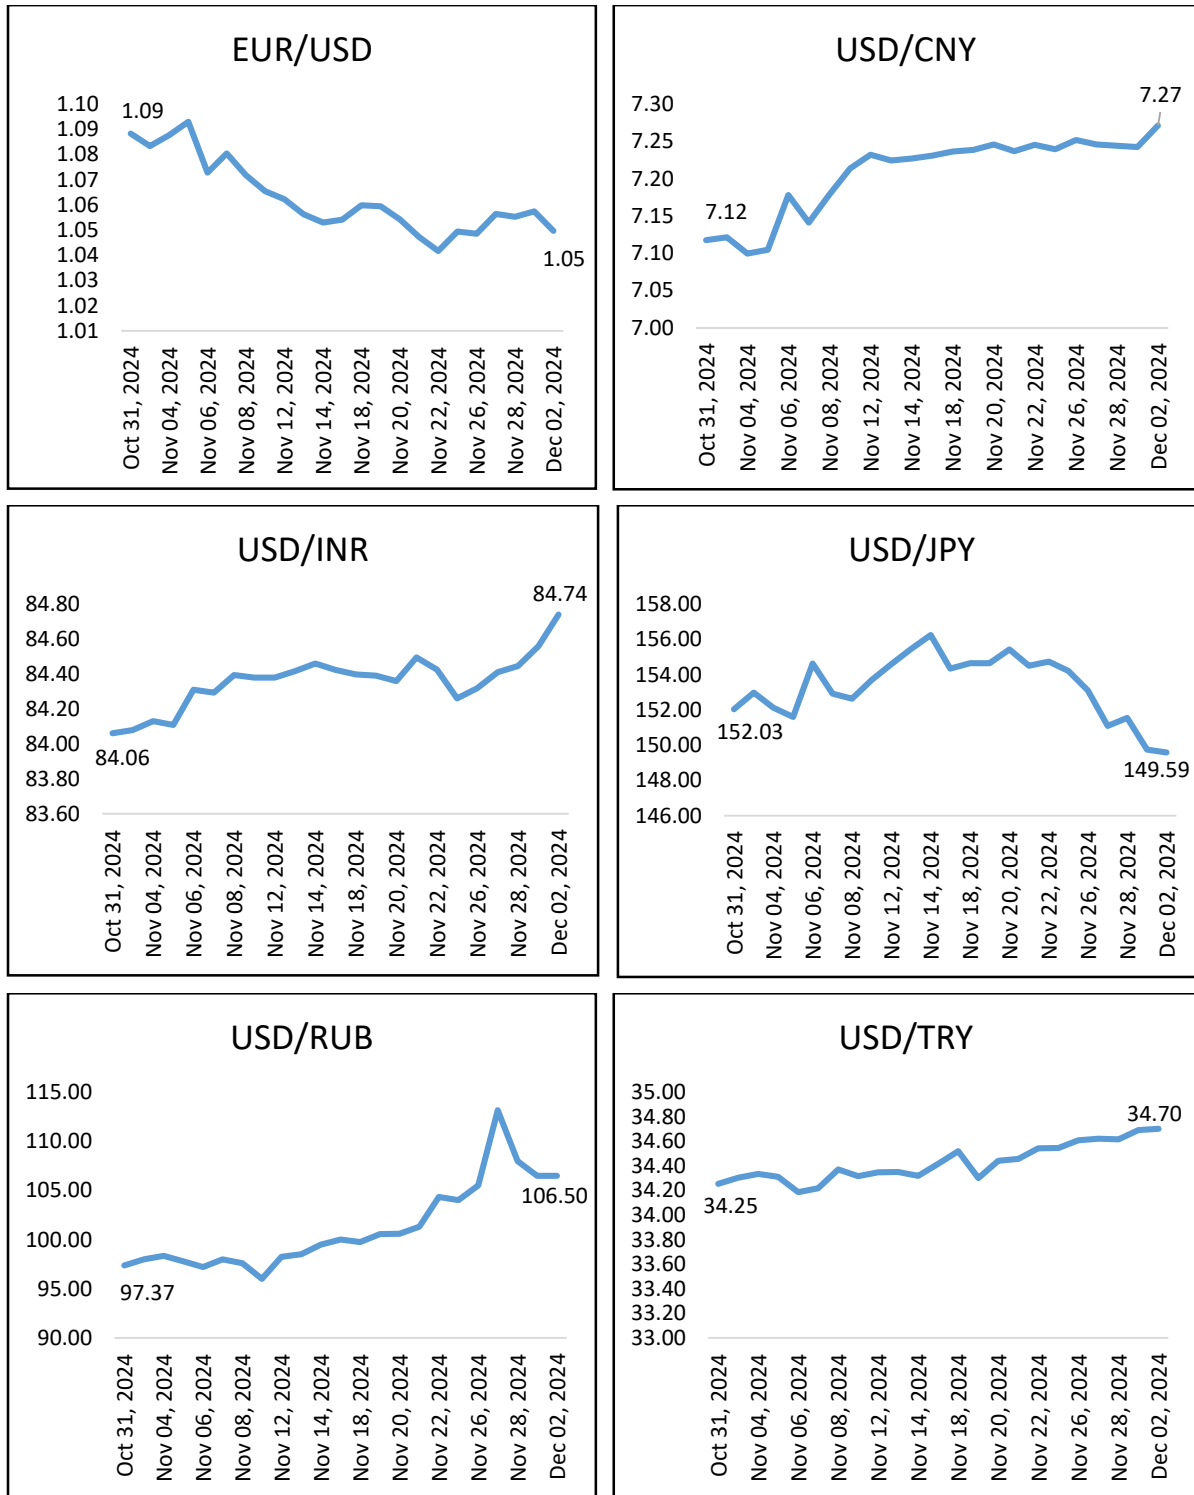 EUR/USD
1.10
1.09
1.08
1.07
1.06
1.05
1.04
1.03
1.02
1.01
1.09
1.05
Oct 31, 2024
Nov 04, 2024
Nov 06, 2024
Nov 08, 2024
Nov 12, 2024
Nov 14, 2024
Nov 18, 2024
Nov 20, 2024
Nov 22, 2024
Nov 26, 2024
Nov 28, 2024
Dec 02, 2024
USD/CNY
7.30
7.25
7.20
7.15
7.10
7.05
7.00
7.12
7.27
Oct 31, 2024
Nov 04, 2024
Nov 06, 2024
Nov 08, 2024
Nov 12, 2024
Nov 14, 2024
Nov 18, 2024
Nov 20, 2024
Nov 22, 2024
Nov 26, 2024
Nov 28, 2024
Dec 02, 2024
USD/INR
84.80
84.60
84.40
84.20
84.00
83.80
83.60
84.06
84.74
Oct 31, 2024
Nov 04, 2024
Nov 06, 2024
Nov 08, 2024
Nov 12, 2024
Nov 14, 2024
Nov 18, 2024
Nov 20, 2024
Nov 22, 2024
Nov 26, 2024
Nov 28, 2024
Dec 02, 2024
USD/JPY
158.00
156.00
154.00
152.00
150.00
148.00
146.00
152.03
149.59
Oct 31, 2024
Nov 04, 2024
Nov 06, 2024
Nov 08, 2024
Nov 12, 2024
Nov 14, 2024
Nov 18, 2024
Nov 20, 2024
Nov 22, 2024
Nov 26, 2024
Nov 28, 2024
Dec 02, 2024
USD/RUB
115.00
110.00
105.00
100.00
95.00
90.00
97.37
106.50
Oct 31, 2024
Nov 04, 2024
Nov 06, 2024
Nov 08, 2024
Nov 12, 2024
Nov 14, 2024
Nov 18, 2024
Nov 20, 2024
Nov 22, 2024
Nov 26, 2024
Nov 28, 2024
Dec 02, 2024
USD/TRY
35.00
34.80
34.60
34.40
34.20
34.00
33.80
33.60
33.40
33.20
33.00
34.25
34.70
Oct 31, 2024
Nov 04, 2024
Nov 06, 2024
Nov 08, 2024
Nov 12, 2024
Nov 14, 2024
Nov 18, 2024
Nov 20, 2024
Nov 22, 2024
Nov 26, 2024
Nov 28, 2024
Dec 02, 2024